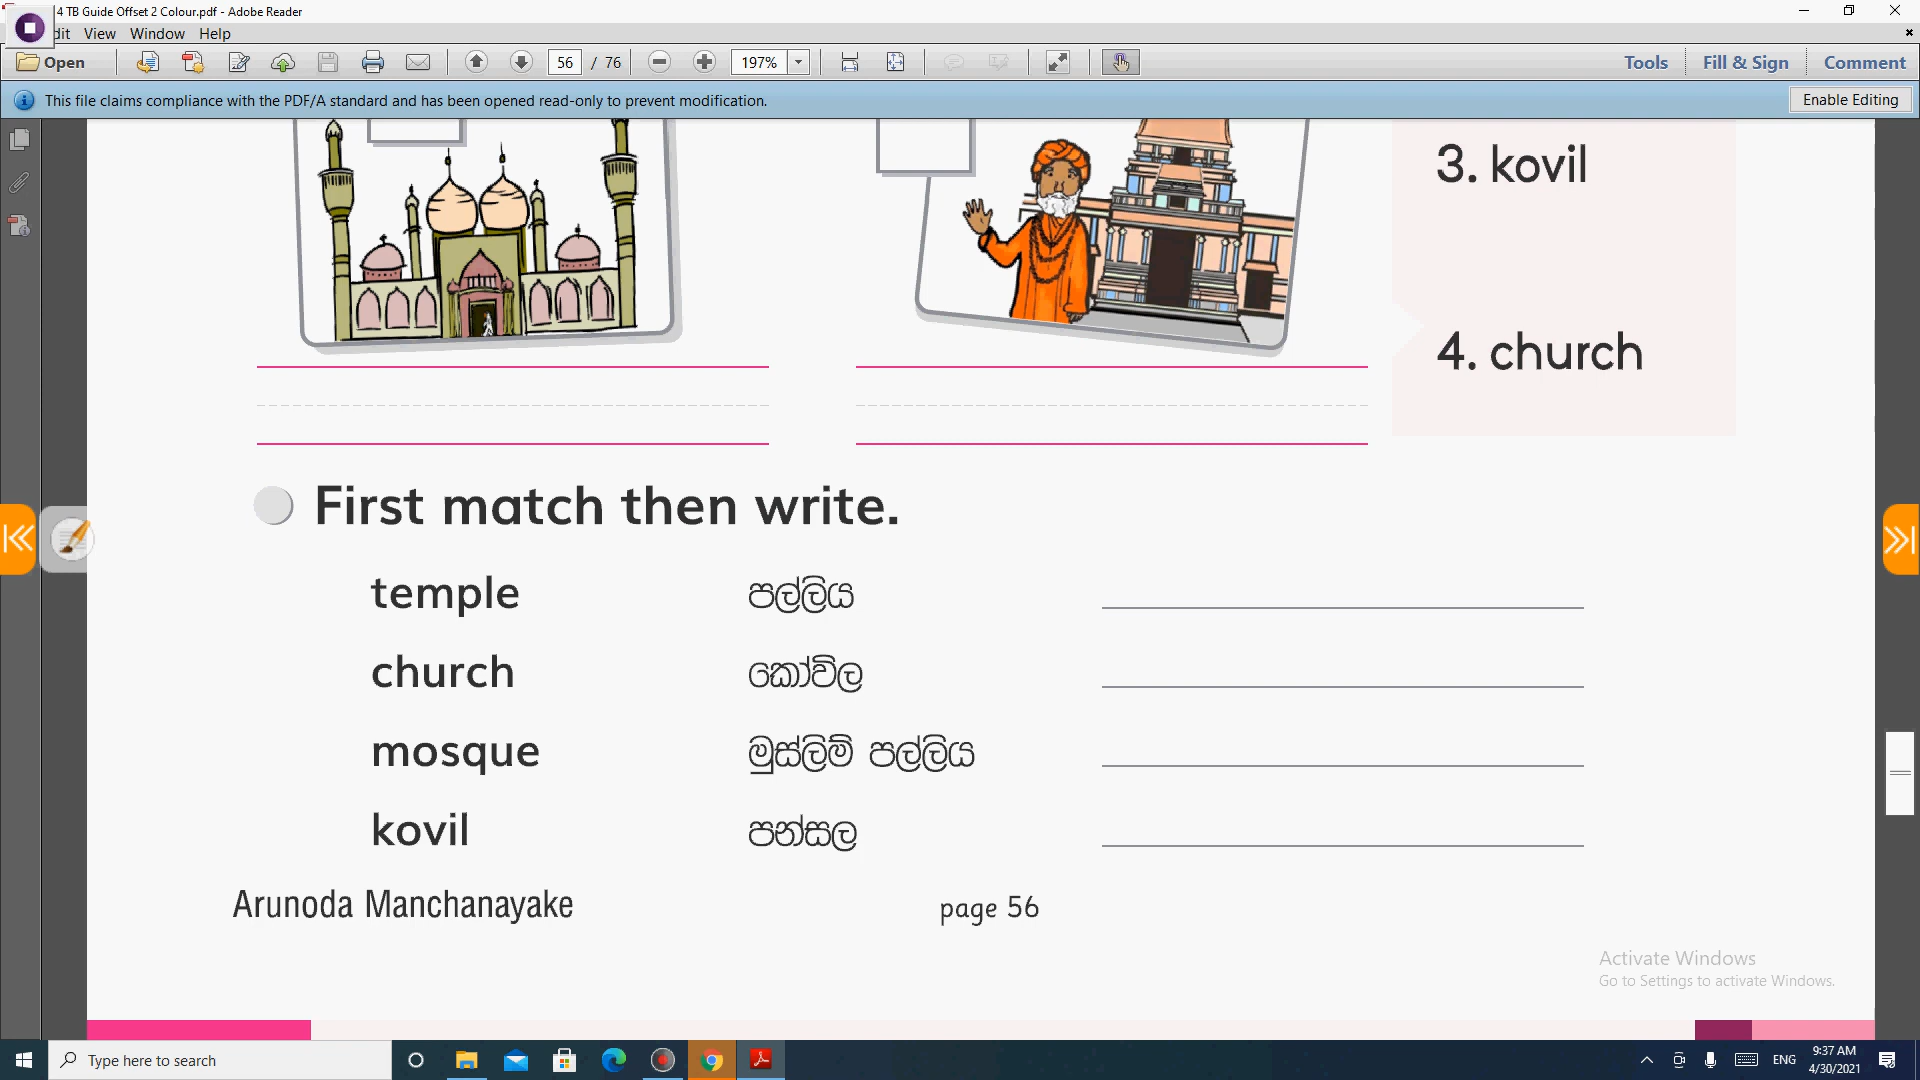 4 TB Guide Offset 2 Colour.pdf - Adobe Reader
dit View Window Help
Open 56 / 76 197% Tools Fill & Sign Comment
This file claims compliance with the PDF/A standard and has been opened read-only to prevent modification. Enable Editing
3. kovil
4. church
First match then write.
temple පල්ලිය
church කෝවිල
mosque මුස්ලිම් පල්ලිය
kovil පන්සල
Arunoda Manchanayake page 56
Activate Windows
Go to Settings to activate Windows.
Type here to search ENG 9:37 AM
4/30/2021